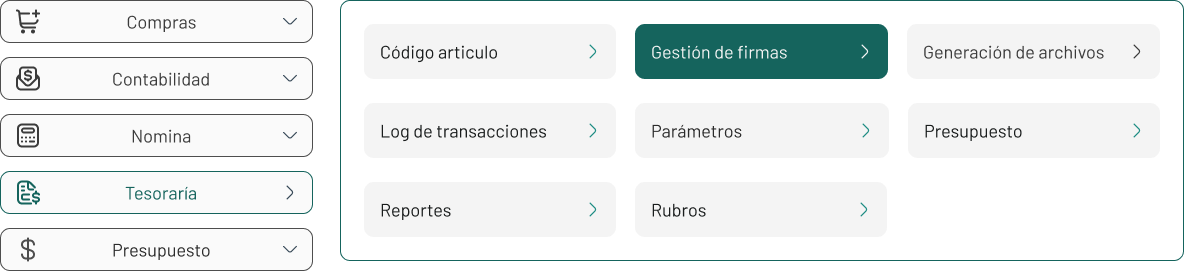 Compras
Contabilidad
Nomina
Tesoraría
Presupuesto
Código articulo
Gestión de firmas
Generación de archivos
Log de transacciones
Parámetros
Presupuesto
Reportes
Rubros